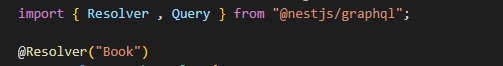 import { Resolver , Query } from "@nestjs/graphql";
@Resolver("Book")